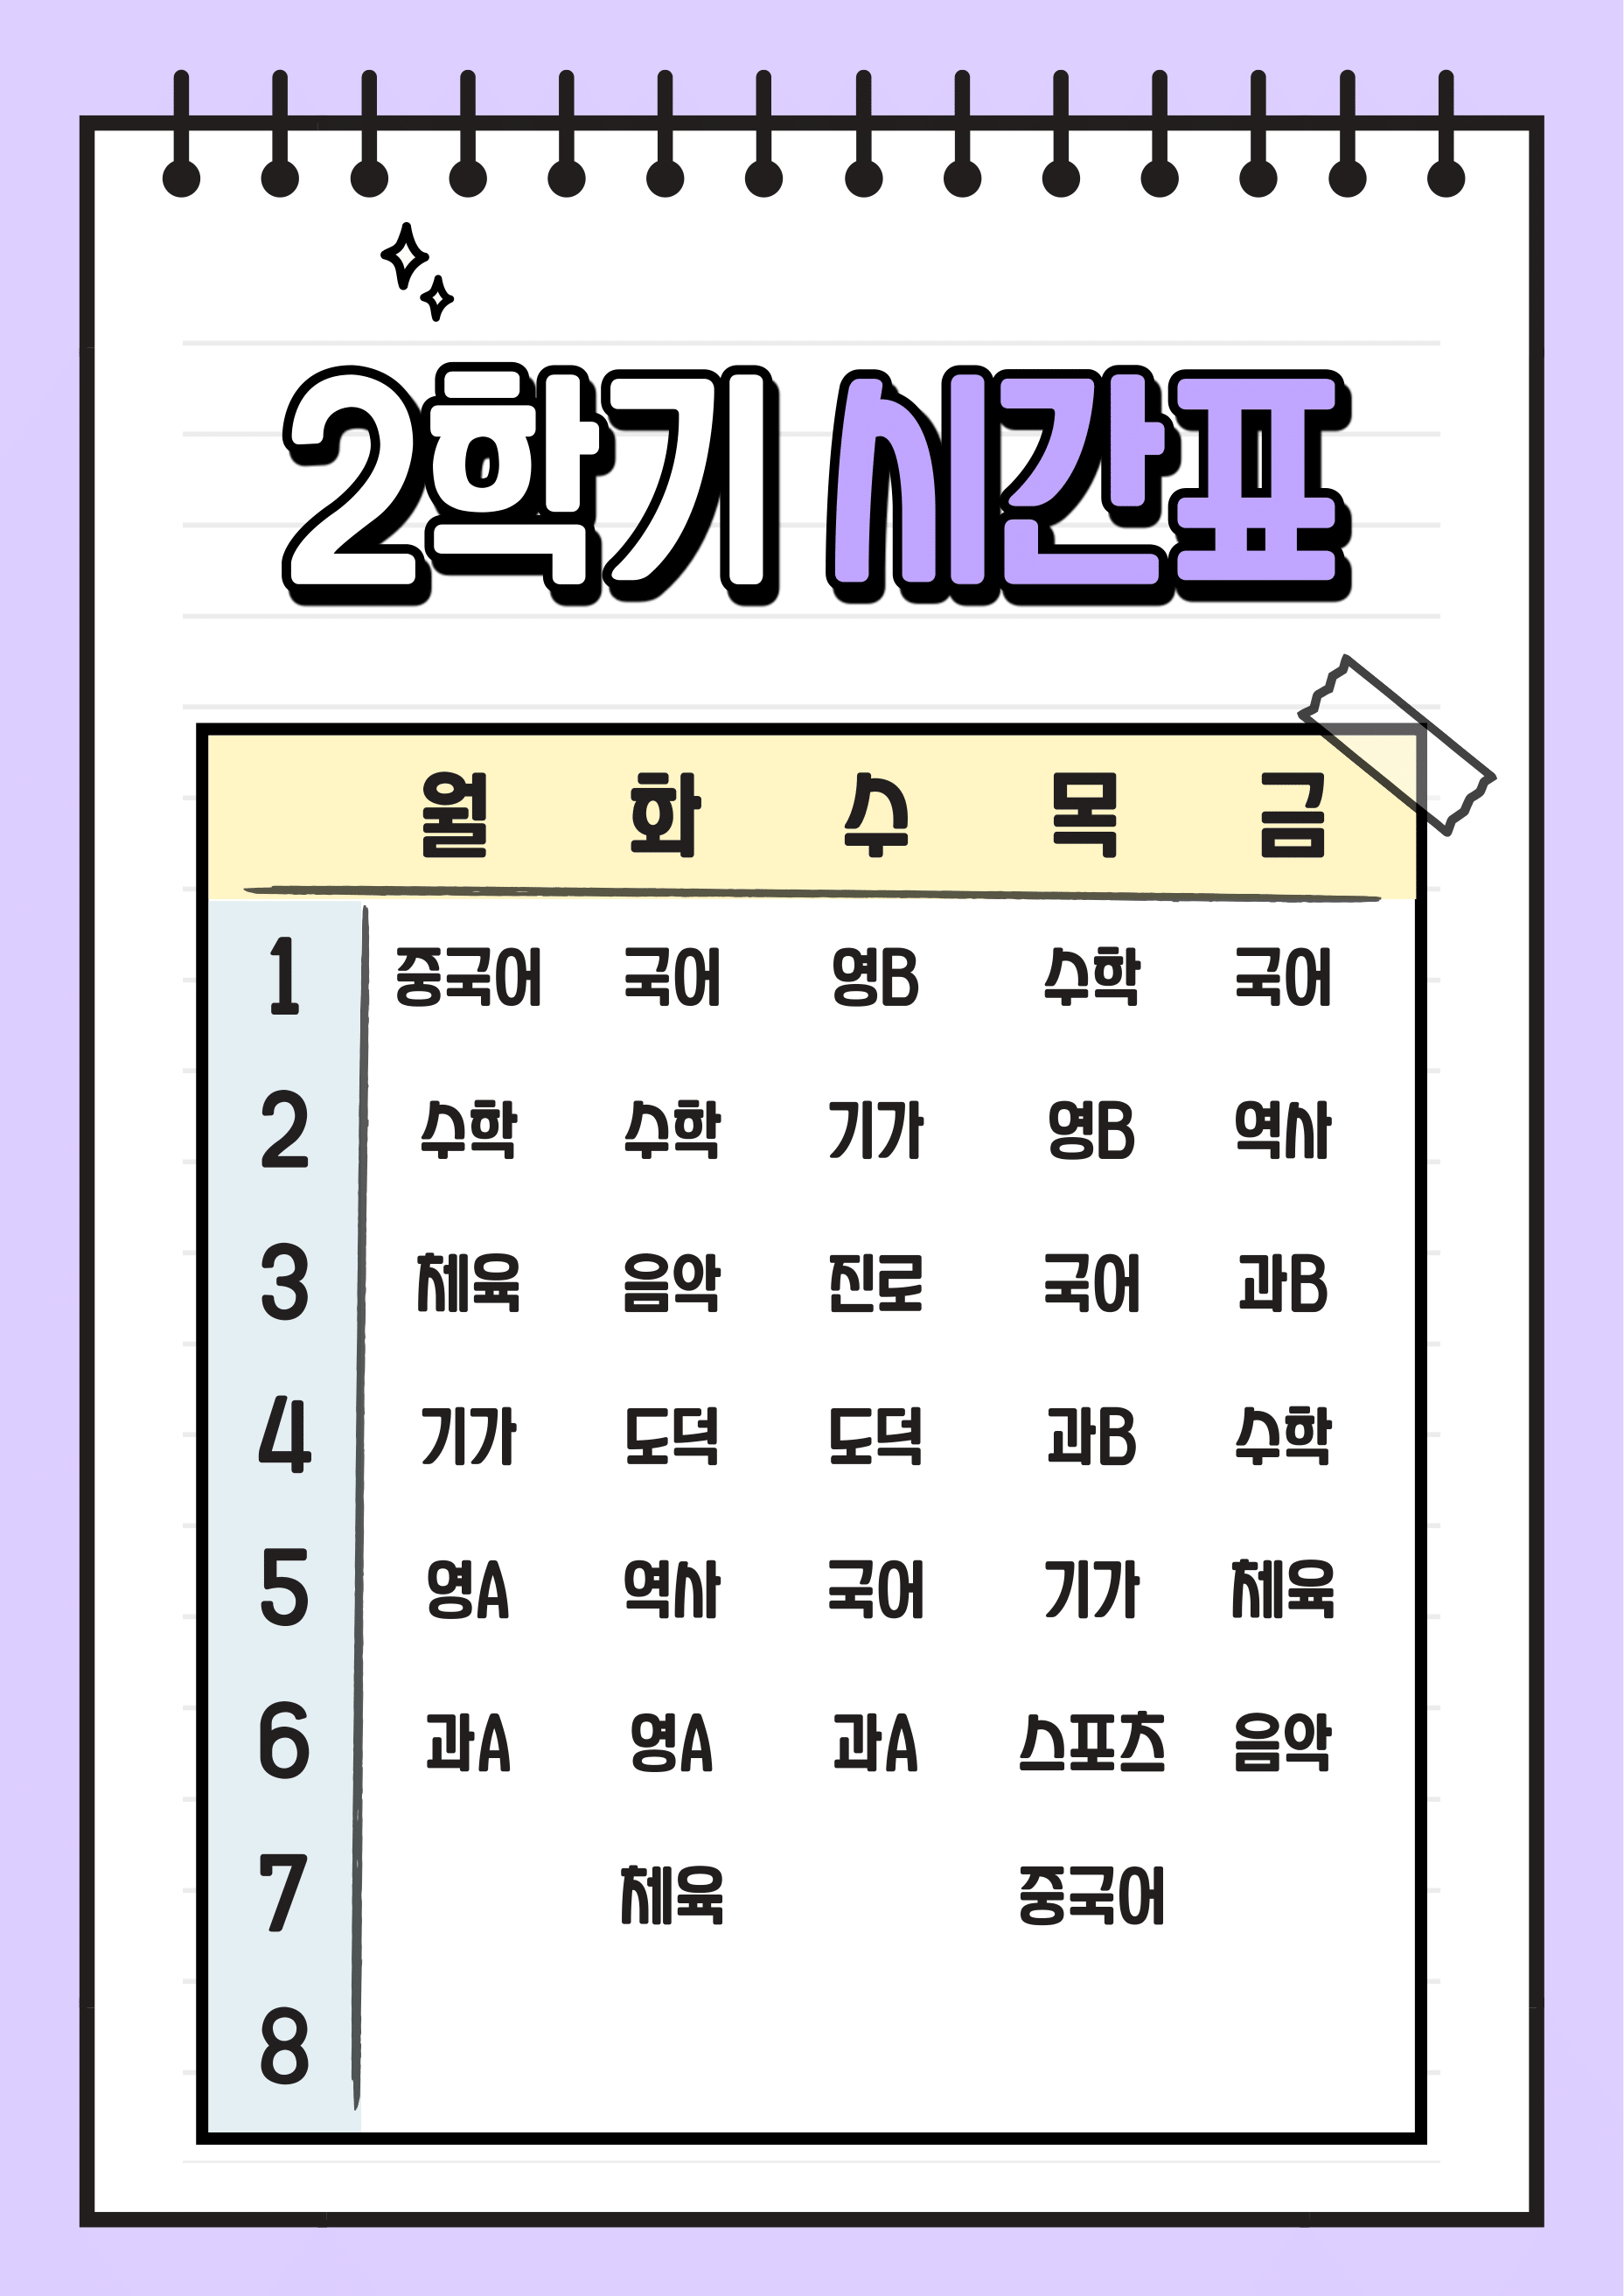 2학기 시간표
월 화 수 목 금
1 중국어 국어 영B 수학 국어
2 수학 수학 기가 영B 역사
3 체육 음악 진로 국어 과B
4 기가 도덕 도덕 과B 수학
5 영A 역사 국어 기가 체육
6 과A 영A 과A 스포츠 음악
7 체육 중국어
8